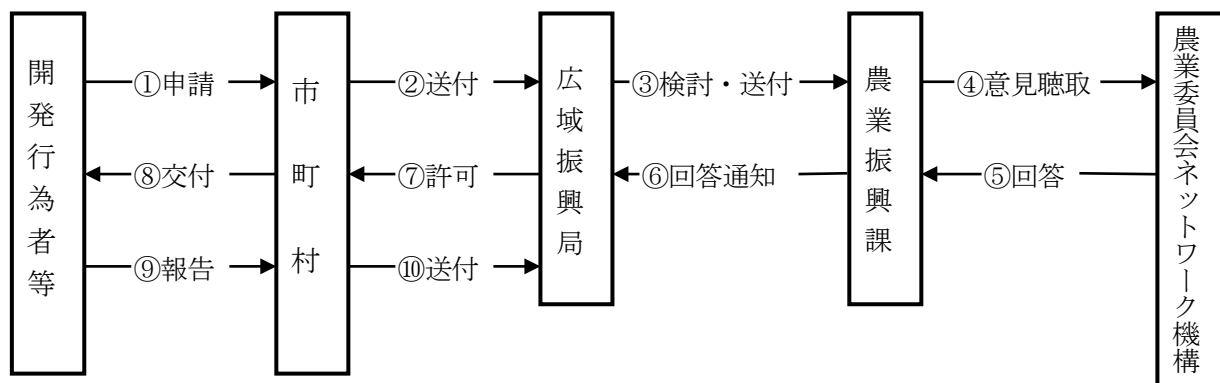 開発行為者等
①申請
市町村
②送付
広域振興局
③検討・送付
農業振興課
④意見聴取
農業委員会ネットワーク機構
⑧交付
⑦許可
⑥回答通知
⑤回答
⑨報告
⑩送付